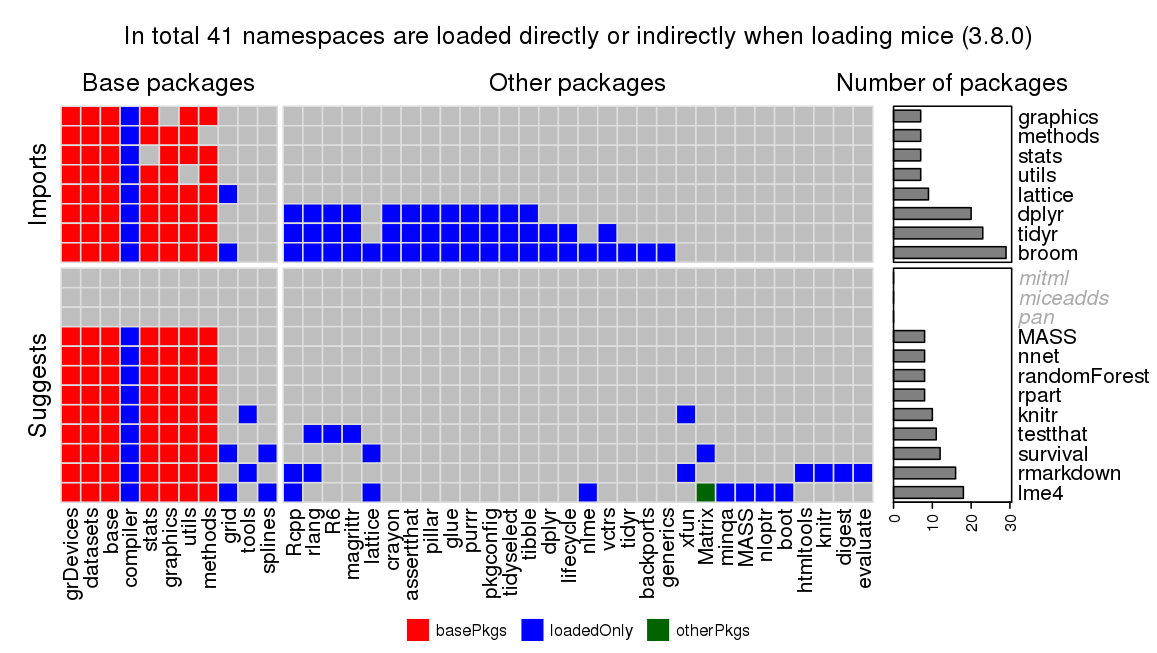 In total 41 namespaces are loaded directly or indirectly when loading mice (3.8.0)
Base packages
Other packages
Number of packages
Imports
graphics
methods
stats
utils
lattice
dplyr
tidyr
broom
Suggests
mitml
miceadds
pan
MASS
nnet
randomForest
rpart
knitr
testthat
survival
rmarkdown
lme4
grDevices
datasets
base
compiler
stats
graphics
utils
methods
grid
tools
splines
Rcpp
rlang
R6
magrittr
lattice
crayon
assertthat
pillar
glue
purrr
pkgconfig
tidyselect
tibble
dplyr
lifecycle
nlme
vctrs
tidyr
backports
generics
xfun
Matrix
minqa
MASS
nloptr
boot
htmltools
knitr
digest
evaluate
0
10
20
30
basePkgs
loadedOnly
otherPkgs